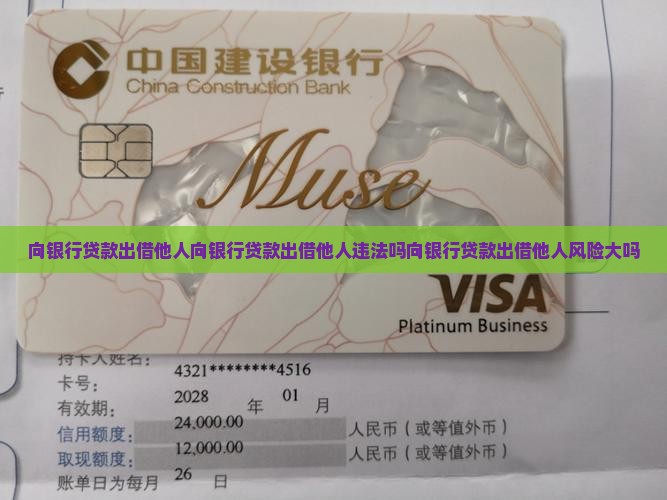 中国建设银行
China Construction Bank
Muse
向银行贷款出借他人向银行贷款出借他人违法吗向银行贷款出借他人风险大吗
VISA
Platinum Business
持卡人姓名：
卡号： 4321********4516
有效期： 2028 年 01 月
信用额度： 24,000.00 人民币（或等值外币）
取现额度： 12,000.00 人民币（或等值外币）
账单日为每月 26 日